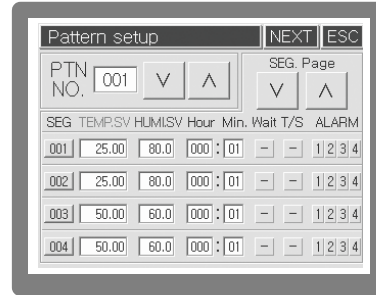 Pattern setup NEXT ESC
PTN NO. 001 V Λ SEG. Page V Λ
SEG TEMP.SV HUMI.SV Hour Min. Wait T/S ALARM
001 25.00 80.0 000 : 01 – – 1 2 3 4
002 25.00 80.0 000 : 01 – – 1 2 3 4
003 50.00 60.0 000 : 01 – – 1 2 3 4
004 50.00 60.0 000 : 01 – – 1 2 3 4